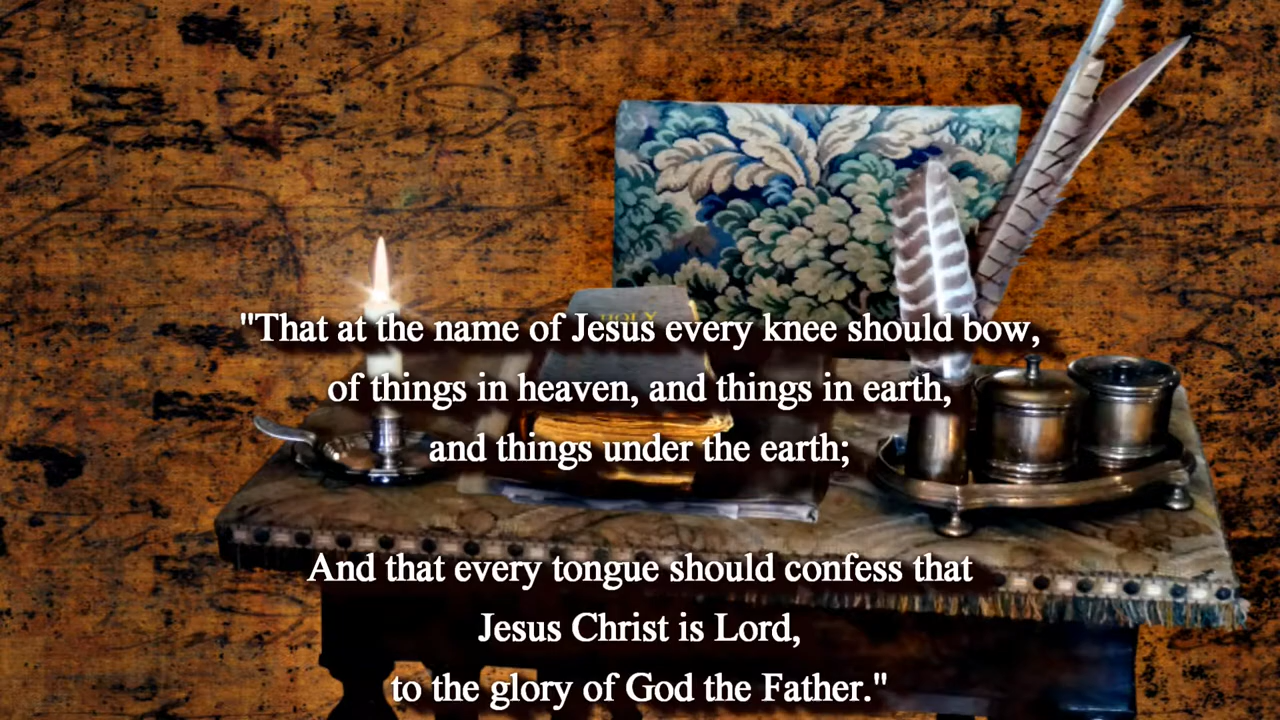 HOLY
"That at the name of Jesus every knee should bow,
of things in heaven, and things in earth,
and things under the earth;
And that every tongue should confess that
Jesus Christ is Lord,
to the glory of God the Father."